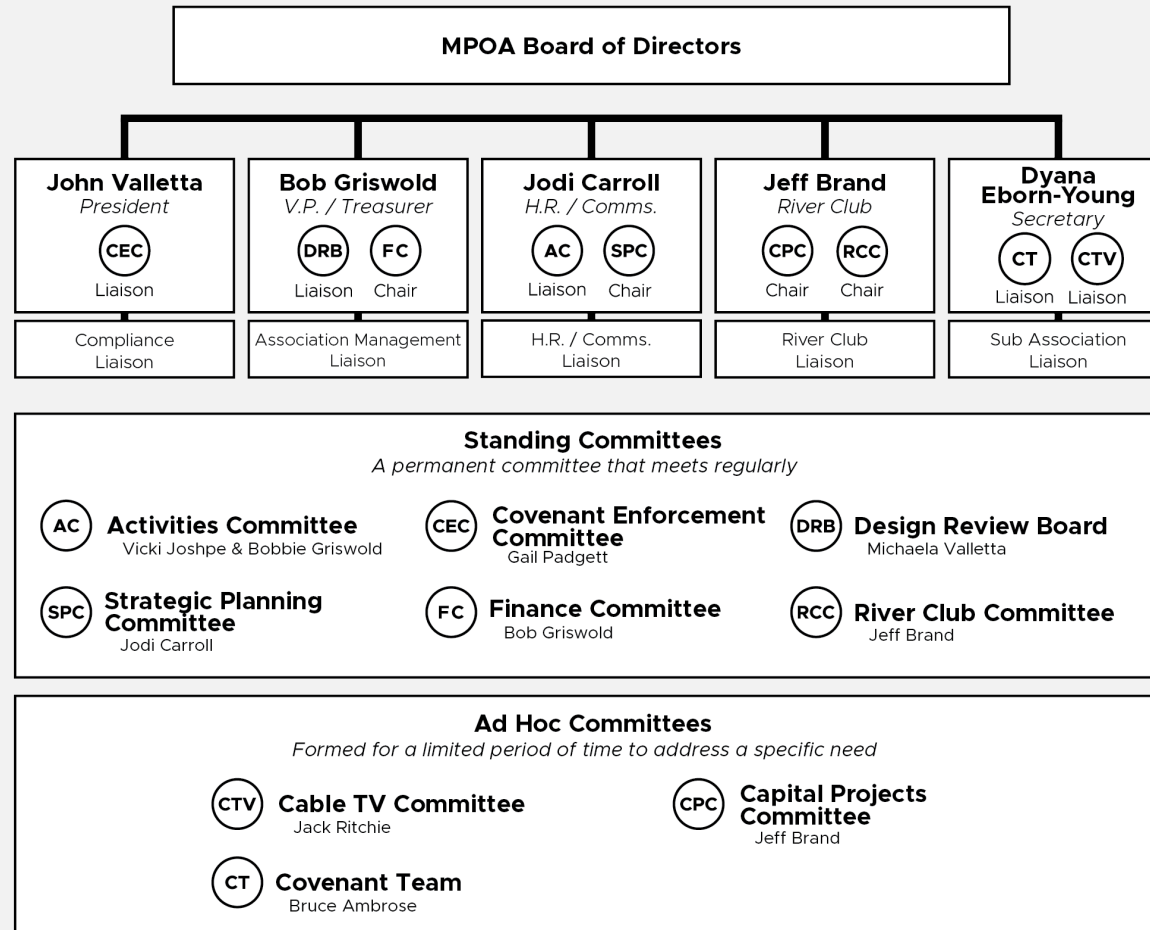 MPOA Board of Directors
John Valletta
President
CEC
Liaison
Compliance
Liaison
Bob Griswold
V.P. / Treasurer
DRB FC
Liaison Chair
Association Management
Liaison
Jodi Carroll
H.R. / Comms.
AC SPC
Liaison Chair
H.R. / Comms.
Liaison
Jeff Brand
River Club
CPC RCC
Chair Chair
River Club
Liaison
Dyana
Eborn-Young
Secretary
CT CTV
Liaison Liaison
Sub Association
Liaison
Standing Committees
A permanent committee that meets regularly
AC
Activities Committee
Vicki Joshpe & Bobbie Griswold
CEC
Covenant Enforcement
Committee
Gail Padgett
DRB
Design Review Board
Michaela Valletta
SPC
Strategic Planning
Committee
Jodi Carroll
FC
Finance Committee
Bob Griswold
RCC
River Club Committee
Jeff Brand
Ad Hoc Committees
Formed for a limited period of time to address a specific need
CTV
Cable TV Committee
Jack Ritchie
CPC
Capital Projects
Committee
Jeff Brand
CT
Covenant Team
Bruce Ambrose